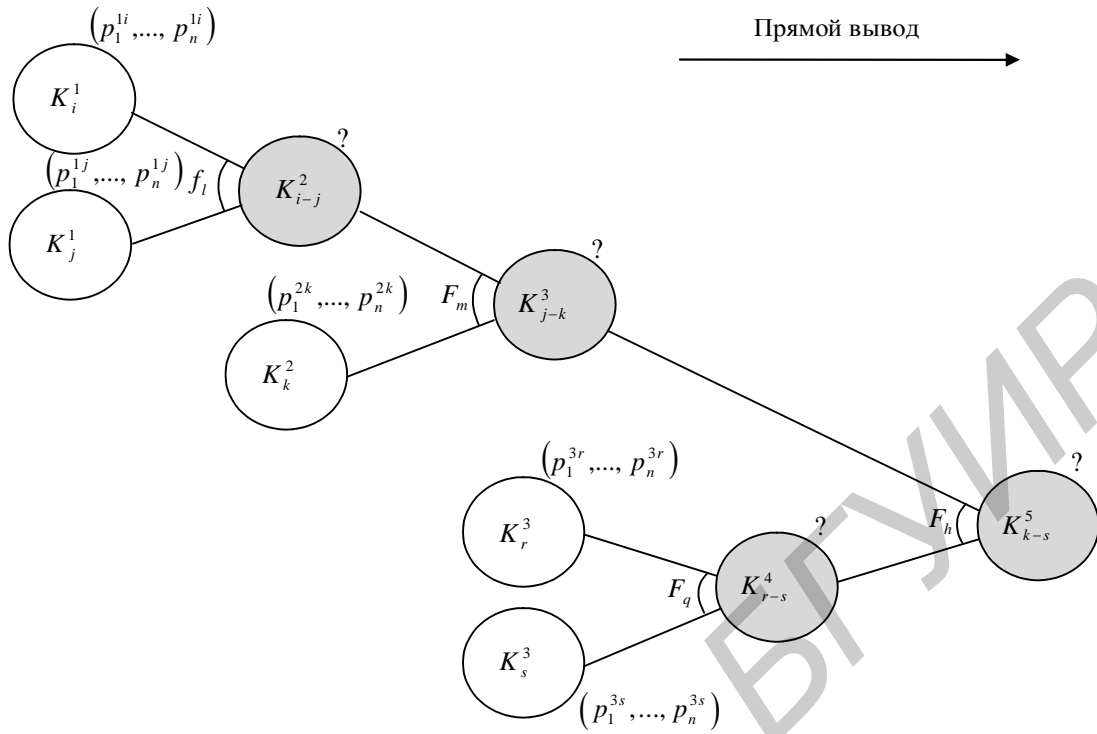 (p_1^{1i},..., p_n^{1i})
Прямой вывод
K_i^1
?
(p_1^{1j},..., p_n^{1j}) f_l
K_{i-j}^2
K_j^1
?
(p_1^{2k},..., p_n^{2k})
F_m
K_{j-k}^3
K_k^2
(p_1^{3r},..., p_n^{3r})
?
K_r^3
?
F_h
K_{k-s}^5
F_q
K_{r-s}^4
K_s^3
(p_1^{3s},..., p_n^{3s})
БГУИР